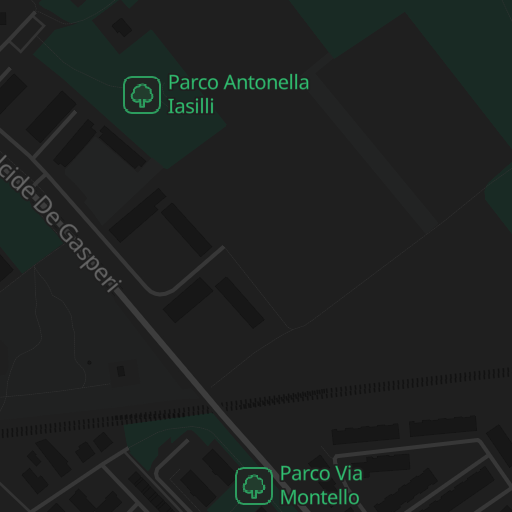 Parco Antonella
Iasilli
lcide De Gasperi
Parco Via
Montello